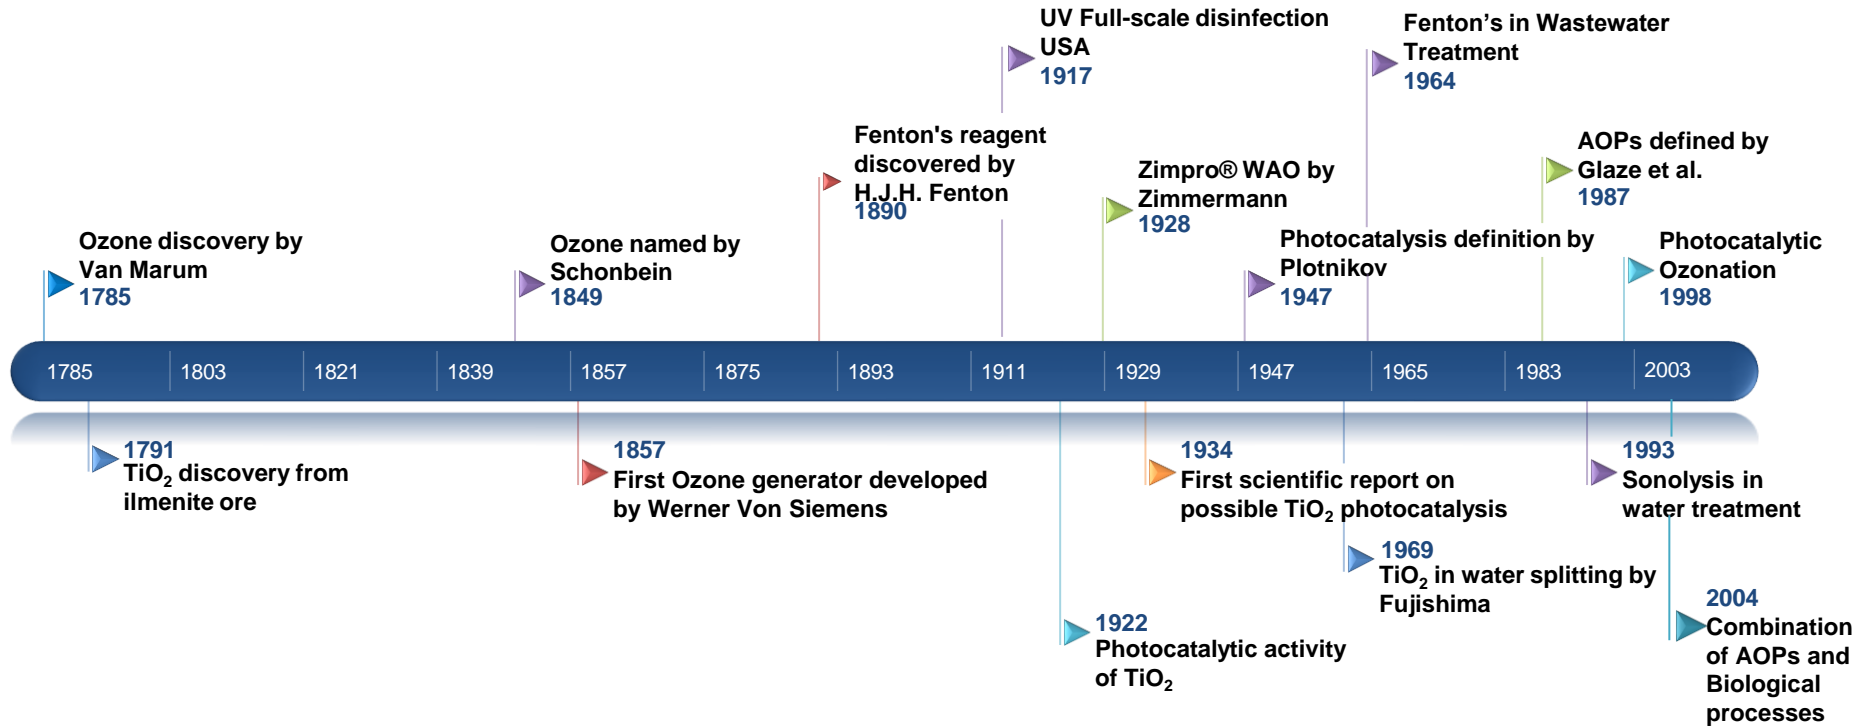 UV Full-scale disinfection
USA
1917
Fenton’s in Wastewater
Treatment
1964
Fenton's reagent
discovered by
H.J.H. Fenton
1890
Zimpro® WAO by
Zimmermann
1928
AOPs defined by
Glaze et al.
1987
Ozone discovery by
Van Marum
1785
Ozone named by
Schonbein
1849
Photocatalysis definition by
Plotnikov
1947
Photocatalytic
Ozonation
1998
1785 1803 1821 1839 1857 1875 1893 1911 1929 1947 1965 1983 2003
1791
TiO₂ discovery from
ilmenite ore
1857
First Ozone generator developed
by Werner Von Siemens
1934
First scientific report on
possible TiO₂ photocatalysis
1993
Sonolysis in
water treatment
1969
TiO₂ in water splitting by
Fujishima
1922
Photocatalytic activity
of TiO₂
2004
Combination
of AOPs and
Biological
processes